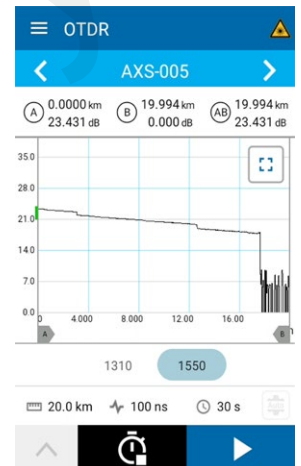 OTDR
AXS-005
A 0.0000 km 23.431 dB B 19.994 km 0.000 dB AB 19.994 km 23.431 dB
35.0
28.0
21.0
14.0
7.0
0.0
0 4.000 8.000 12.00 16.00
A B
1310 1550
20.0 km 100 ns 30 s